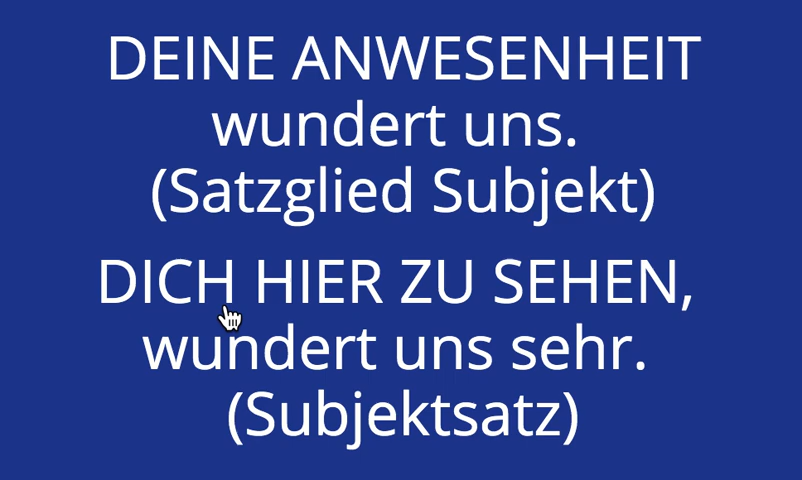 DEINE ANWESENHEIT
wundert uns.
(Satzglied Subjekt)
DICH HIER ZU SEHEN,
wundert uns sehr.
(Subjektsatz)